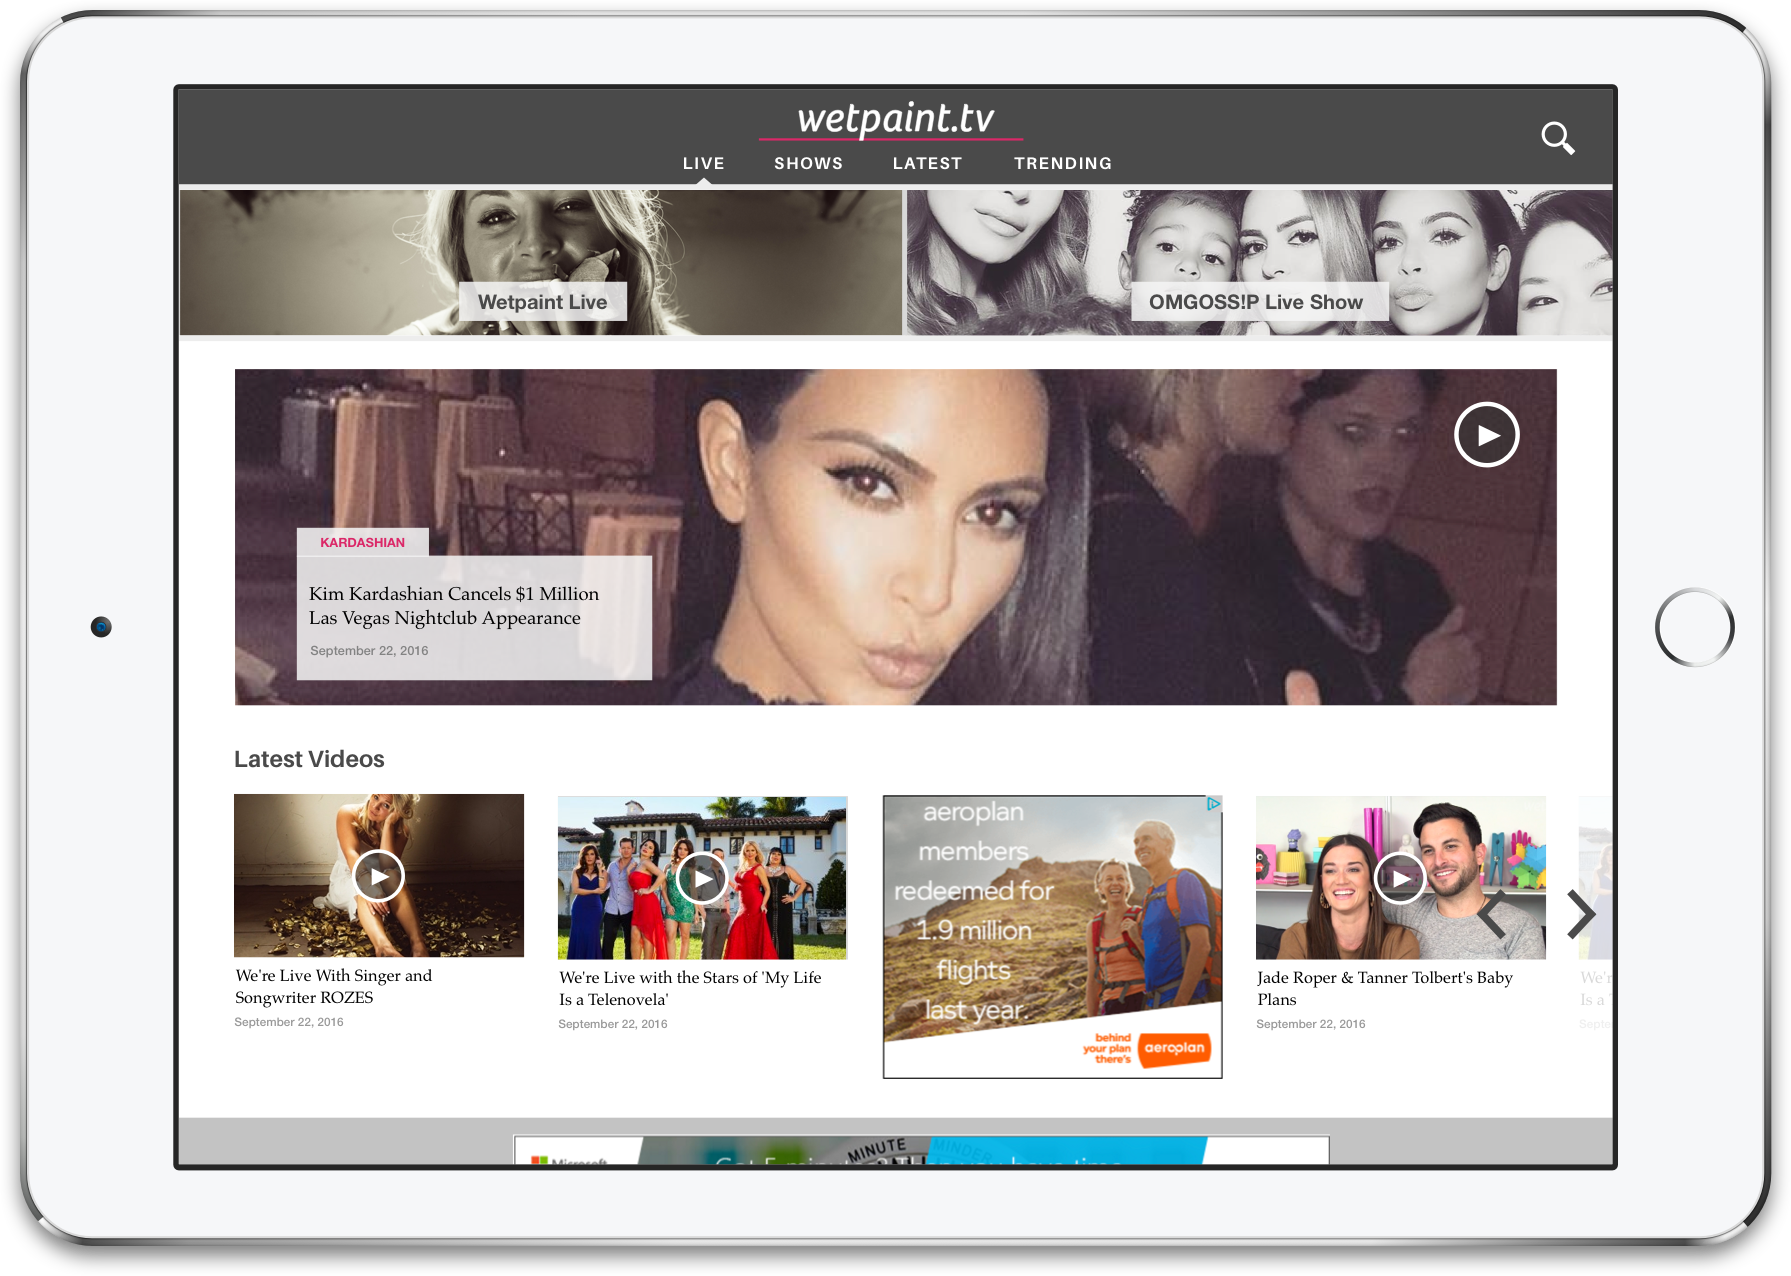 wetpaint.tv
LIVE SHOWS LATEST TRENDING
Wetpaint Live
OMGOSS!P Live Show
KARDASHIAN
Kim Kardashian Cancels $1 Million
Las Vegas Nightclub Appearance
September 22, 2016
Latest Videos
We're Live With Singer and
Songwriter ROZES
September 22, 2016
We're Live with the Stars of 'My Life
Is a Telenovela'
September 22, 2016
aeroplan
members
redeemed for
1.9 million
flights
last year.
behind
your plan
there's
aeroplan
Jade Roper & Tanner Tolbert's Baby
Plans
September 22, 2016
Is a
Microsoft
MINUTE
MINDER